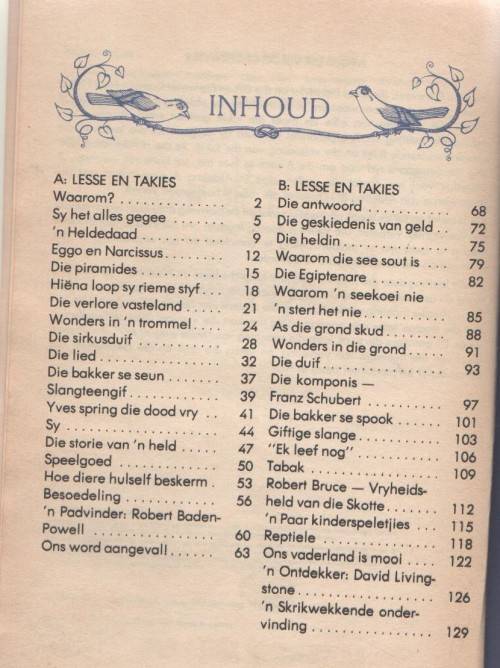 INHOUD
A: LESSE EN TAKIES
Waarom? . . . . . . . . . . . . . . . 2
Sy het alles gegee . . . . . . . 5
'n Heldedaad . . . . . . . . . . . 9
Eggo en Narcissus. . . . . . . . 12
Die piramides . . . . . . . . . . . 15
Hiëna loop sy rieme styf . . . 18
Die verlore vasteland . . . . . 21
Wonders in 'n trommel . . . . 24
Die sirkusduif . . . . . . . . . . . 28
Die lied . . . . . . . . . . . . . . . 32
Die bakker se seun . . . . . . . 37
Slangteengif . . . . . . . . . . . . 39
Yves spring die dood vry . . 41
Sy . . . . . . . . . . . . . . . . . . . 44
Die storie van 'n held . . . . . 47
Speelgoed . . . . . . . . . . . . . 50
Hoe diere hulself beskerm . 53
Besoedeling . . . . . . . . . . . . 56
'n Padvinder: Robert Baden-
Powell . . . . . . . . . . . . . . . . 60
Ons word aangeval . . . . . . 63
B: LESSE EN TAKIES
Die antwoord . . . . . . . . . . . 68
Die geskiedenis van geld . . 72
Die heldin . . . . . . . . . . . . . . 75
Waarom die see sout is . . . 79
Die Egiptenare . . . . . . . . . . 82
Waarom 'n seekoei nie
'n stert het nie . . . . . . . . . . . 85
As die grond skud . . . . . . . . 88
Wonders in die grond . . . . . 91
Die duif . . . . . . . . . . . . . . . . 93
Die komponis —
Franz Schubert . . . . . . . . . . 97
Die bakker se spook . . . . . . 101
Giftige slange . . . . . . . . . . . 103
"Ek leef nog" . . . . . . . . . . . . 106
Tabak . . . . . . . . . . . . . . . . . 109
Robert Bruce — Vryheids-
held van die Skotte . . . . . . . 112
'n Paar kinderspeletjies . . . 115
Reptiele . . . . . . . . . . . . . . . 118
Ons vaderland is mooi . . . . 122
'n Ontdekker: David Living-
stone . . . . . . . . . . . . . . . . . 126
'n Skrikwekkende onder-
vinding . . . . . . . . . . . . . . . . 129